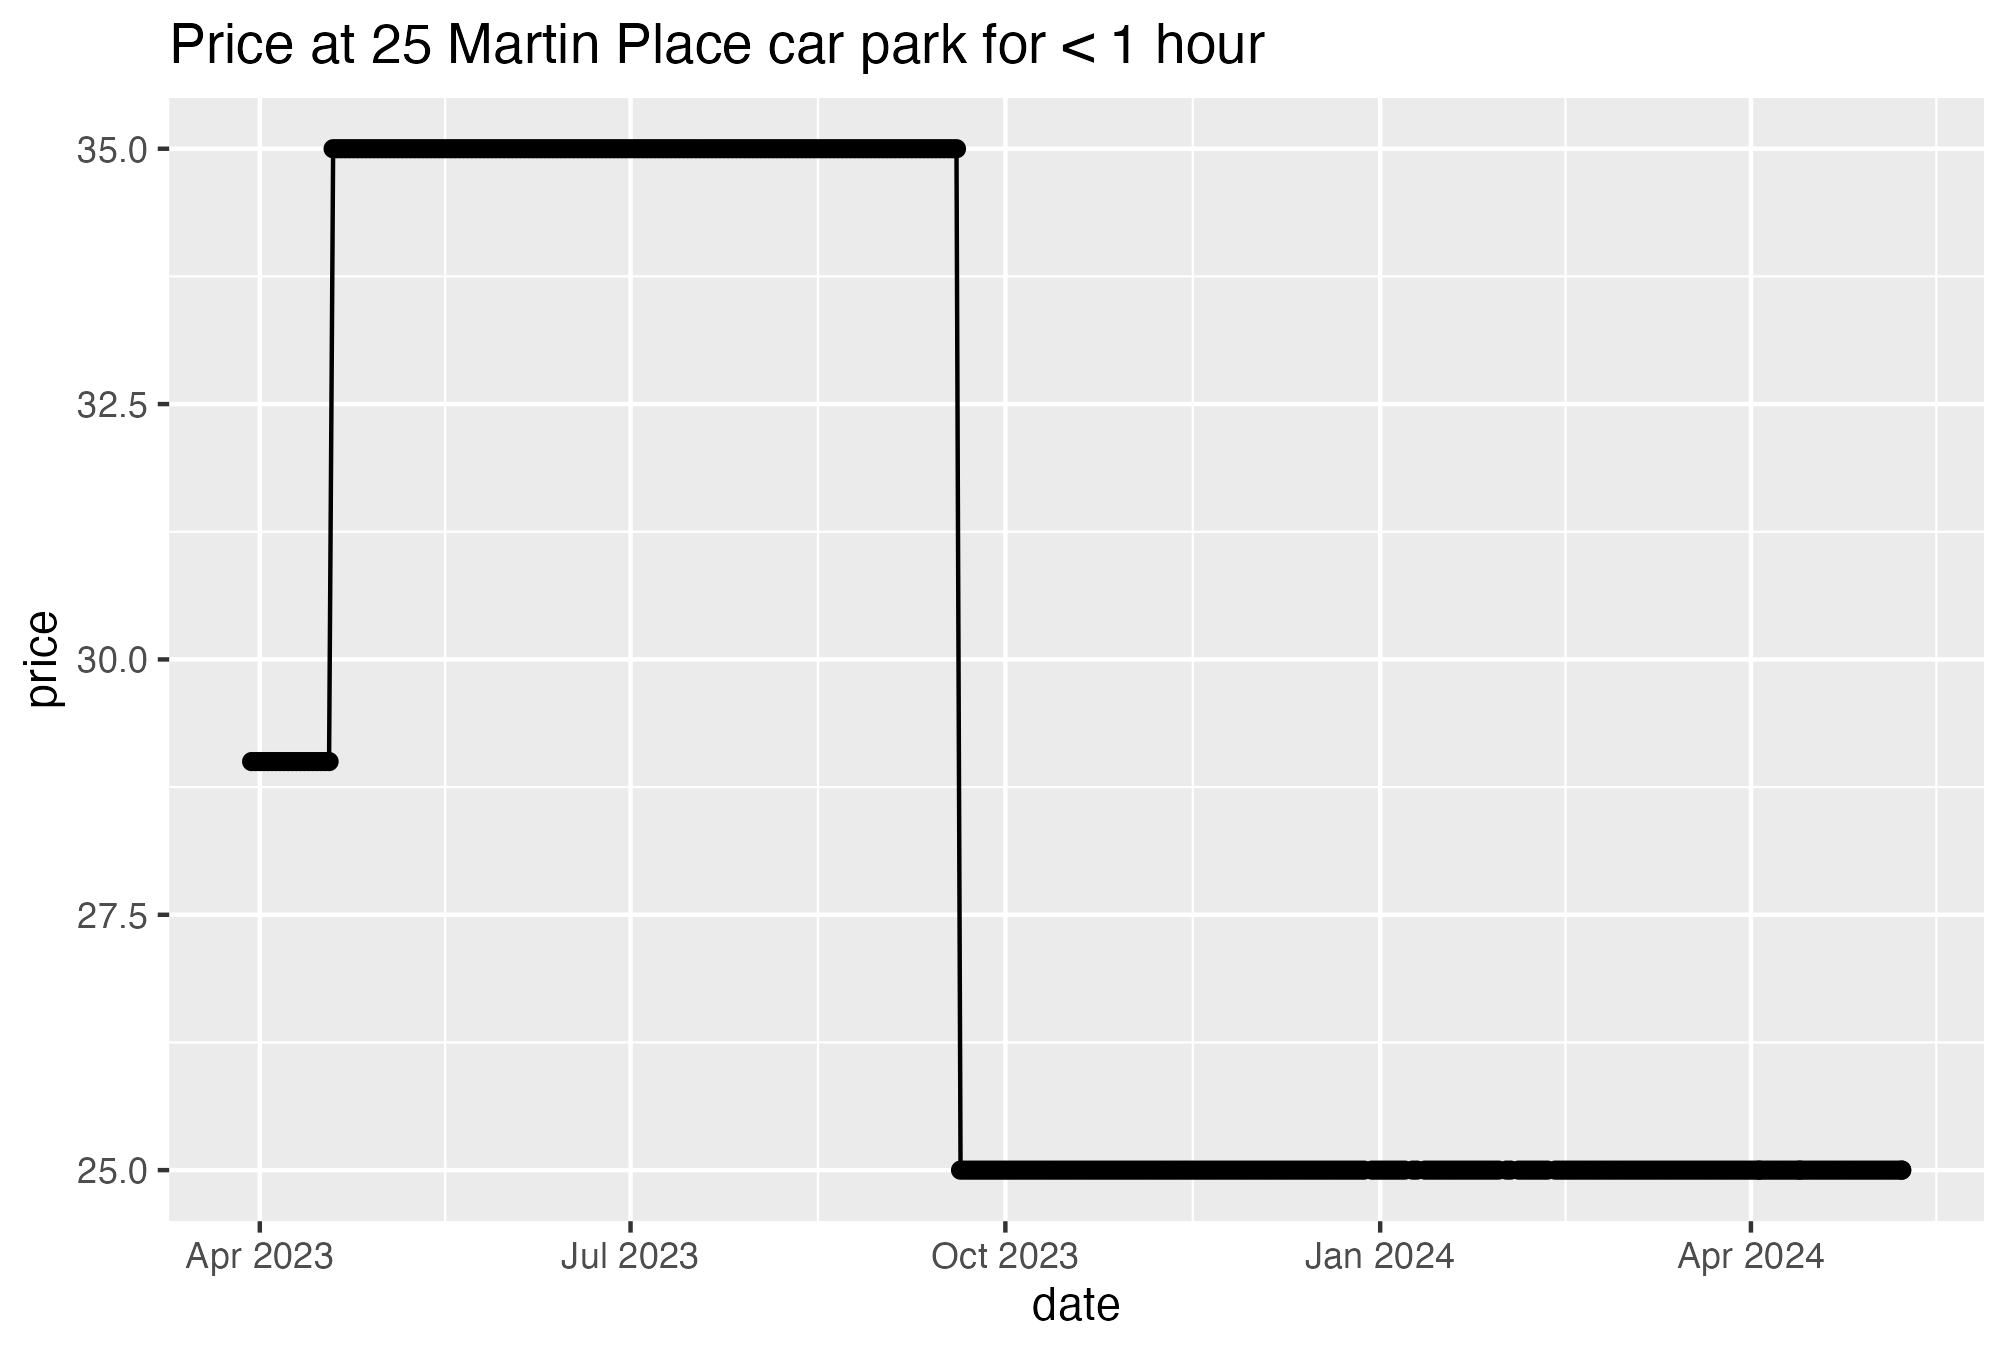 Price at 25 Martin Place car park for < 1 hour
35.0
32.5
30.0
27.5
25.0
price
Apr 2023
Jul 2023
Oct 2023
Jan 2024
Apr 2024
date